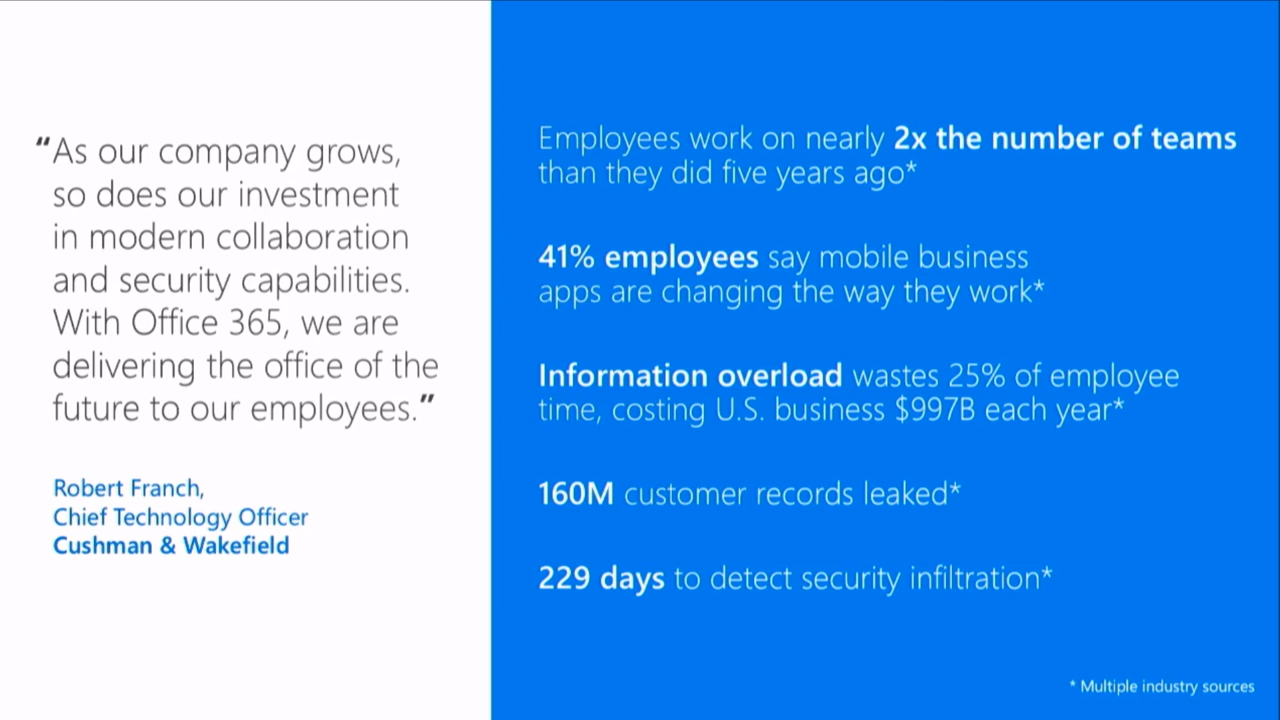 “As our company grows,
so does our investment
in modern collaboration
and security capabilities.
With Office 365, we are
delivering the office of the
future to our employees.”
Robert Franch,
Chief Technology Officer
Cushman & Wakefield
Employees work on nearly 2x the number of teams
than they did five years ago*
41% employees say mobile business
apps are changing the way they work*
Information overload wastes 25% of employee
time, costing U.S. business $997B each year*
160M customer records leaked*
229 days to detect security infiltration*
* Multiple industry sources